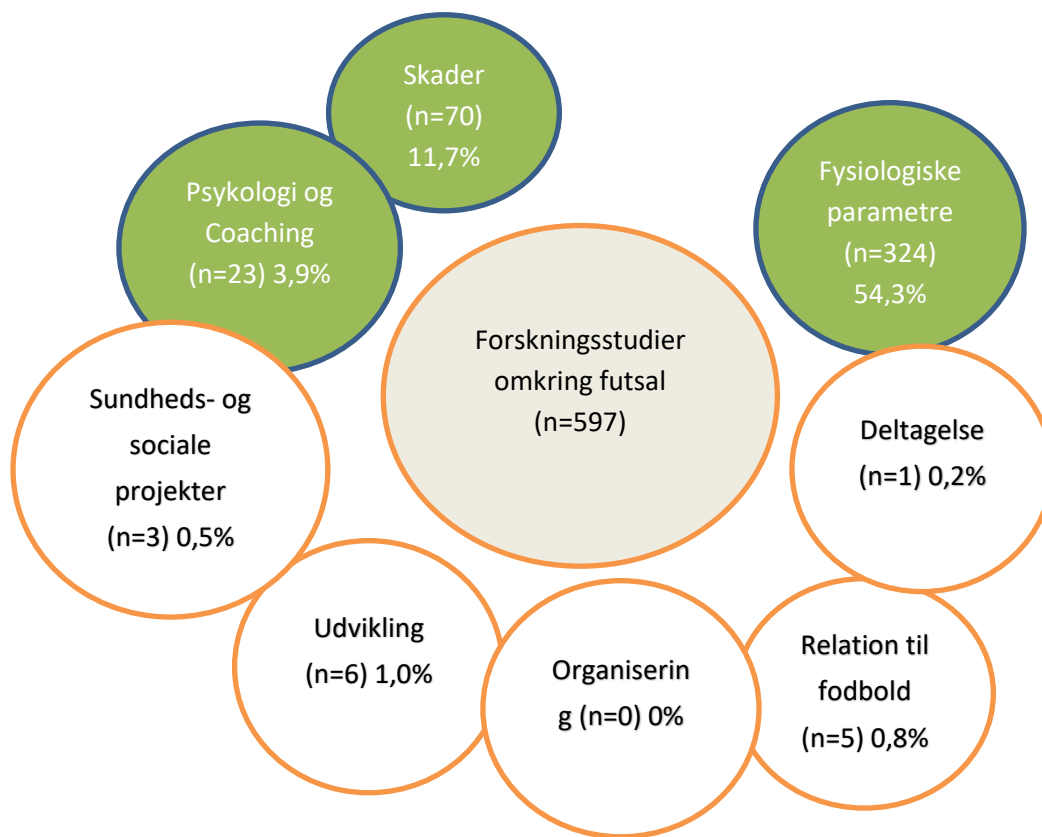 Skader
(n=70)
11,7%
Psykologi og
Coaching
(n=23) 3,9%
Fysiologiske
parametre
(n=324)
54,3%
Forskningsstudier
omkring futsal
(n=597)
Sundheds- og
sociale
projekter
(n=3) 0,5%
Deltagelse
(n=1) 0,2%
Udvikling
(n=6) 1,0%
Organiserin
g (n=0) 0%
Relation til
fodbold
(n=5) 0,8%